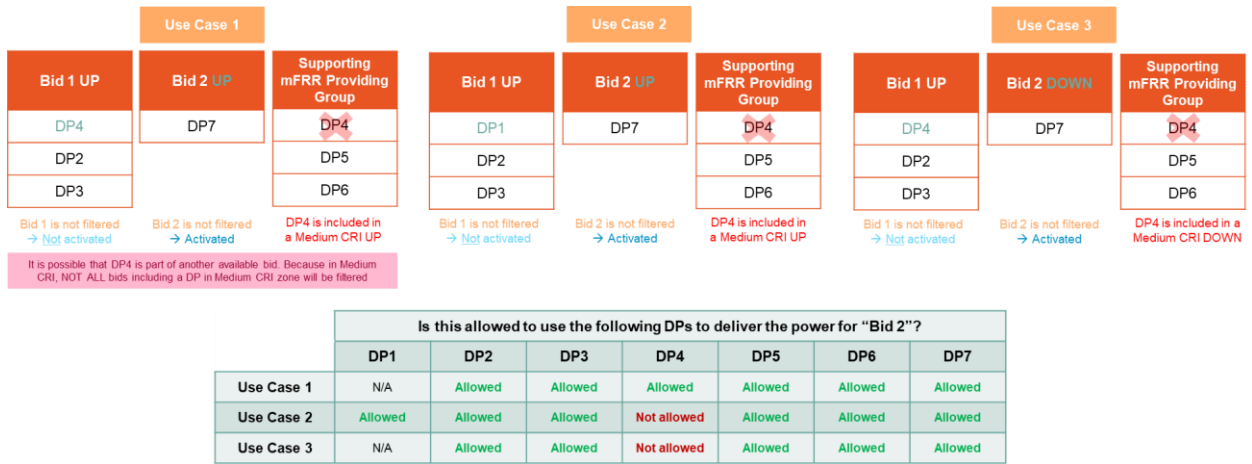 Use Case 1
Bid 1 UP
Bid 2 UP
Supporting
mFRR Providing
Group
DP4
DP7
DP4
DP2
DP5
DP3
DP6
Bid 1 is not filtered
→ Not activated
Bid 2 is not filtered
→ Activated
DP4 is included in
a Medium CRI UP
It is possible that DP4 is part of another available bid. Because in Medium
CRI, NOT ALL bids including a DP in Medium CRI zone will be filtered
Use Case 2
Bid 1 UP
Bid 2 UP
Supporting
mFRR Providing
Group
DP1
DP7
DP4
DP2
DP5
DP3
DP6
Bid 1 is not filtered
→ Not activated
Bid 2 is not filtered
→ Activated
DP4 is included in
a Medium CRI UP
Use Case 3
Bid 1 UP
Bid 2 DOWN
Supporting
mFRR Providing
Group
DP4
DP7
DP4
DP2
DP5
DP3
DP6
Bid 1 is not filtered
→ Not activated
Bid 2 is not filtered
→ Activated
DP4 is included in a
Medium CRI DOWN
Is this allowed to use the following DPs to deliver the power for “Bid 2”?
DP1 DP2 DP3 DP4 DP5 DP6 DP7
Use Case 1 N/A Allowed Allowed Allowed Allowed Allowed Allowed
Use Case 2 Allowed Allowed Allowed Not allowed Allowed Allowed Allowed
Use Case 3 N/A Allowed Allowed Not allowed Allowed Allowed Allowed